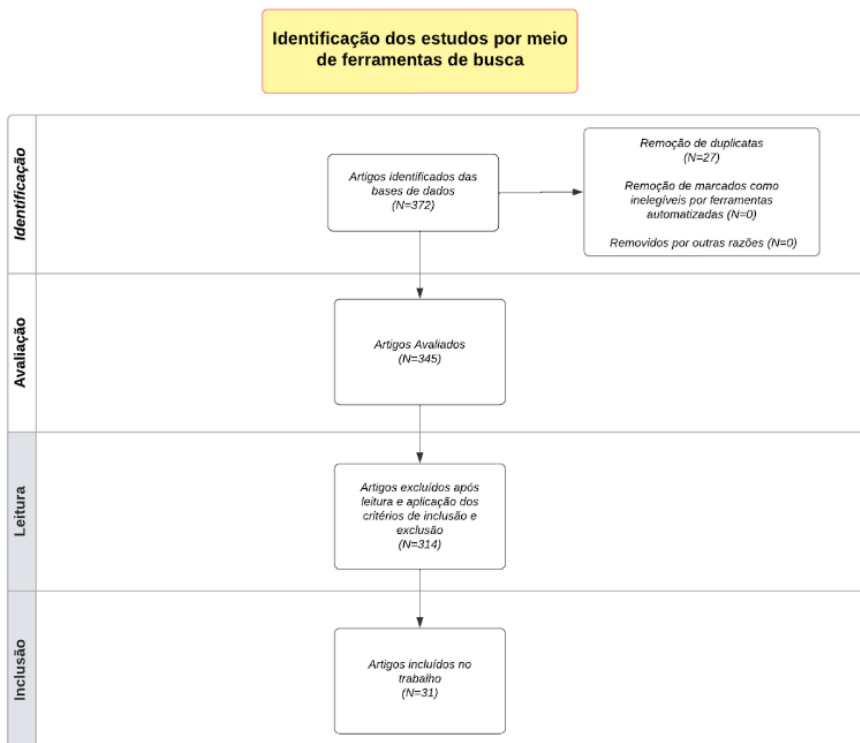 Identificação dos estudos por meio
de ferramentas de busca
Identificação
Artigos identificados das
bases de dados
(N=372)
Remoção de duplicatas
(N=27)
Remoção de marcados como
inelegíveis por ferramentas
automatizadas (N=0)
Removidos por outras razões (N=0)
Avaliação
Artigos Avaliados
(N=345)
Leitura
Artigos excluídos após
leitura e aplicação dos
critérios de inclusão e
exclusão
(N=314)
Inclusão
Artigos incluídos no
trabalho
(N=31)